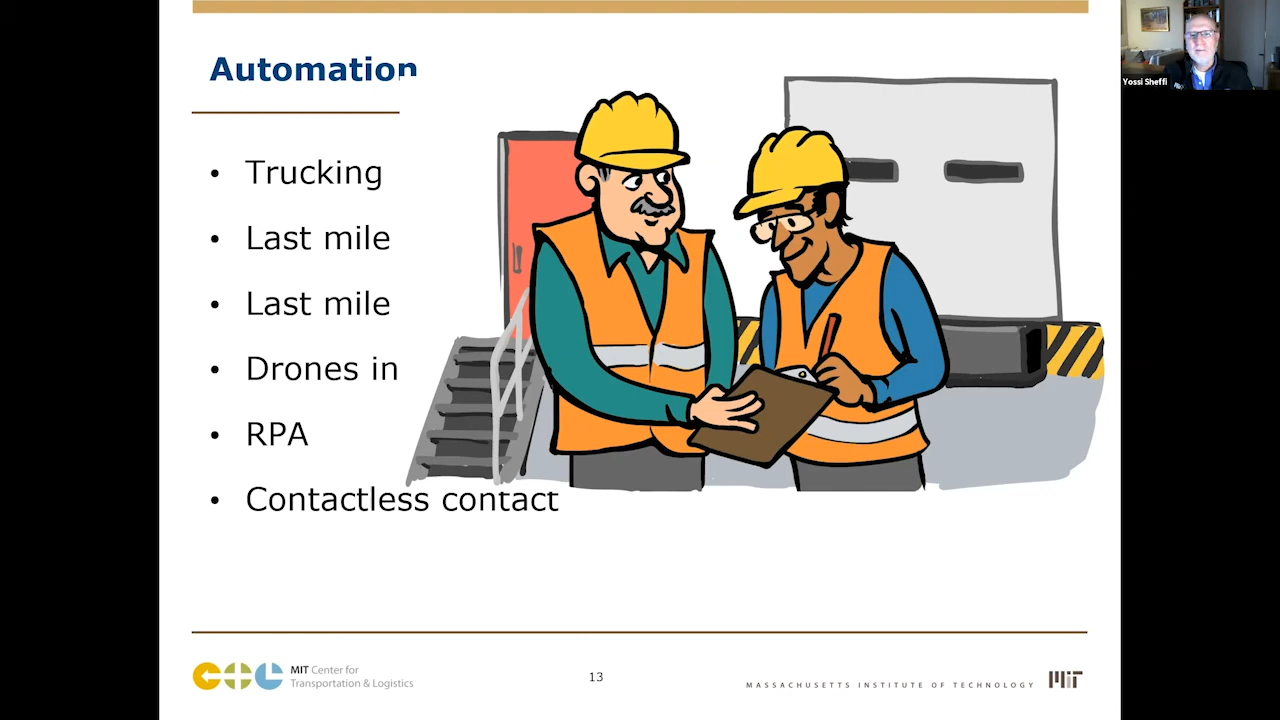 Automation
Yossi Sheffi
• Trucking
• Last mile
• Last mile
• Drones in
• RPA
• Contactless contact
MIT Center for
Transportation & Logistics
13
MASSACHUSETTS INSTITUTE OF TECHNOLOGY
MIT